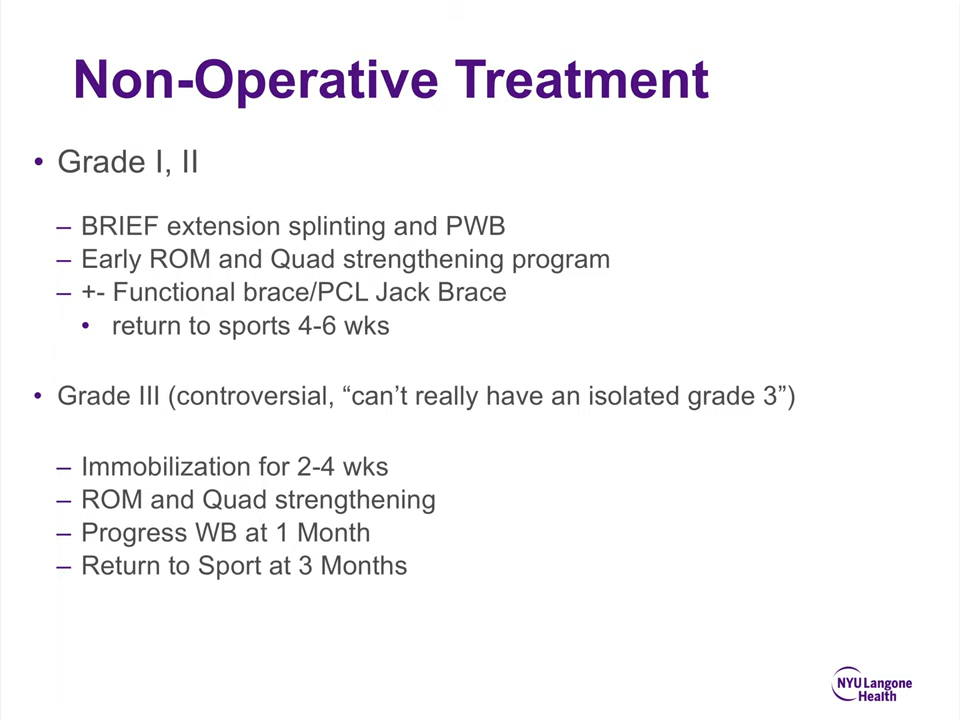 Non-Operative Treatment
• Grade I, II
– BRIEF extension splinting and PWB
– Early ROM and Quad strengthening program
– +- Functional brace/PCL Jack Brace
• return to sports 4-6 wks
• Grade III (controversial, “can’t really have an isolated grade 3”)
– Immobilization for 2-4 wks
– ROM and Quad strengthening
– Progress WB at 1 Month
– Return to Sport at 3 Months
NYU Langone
Health